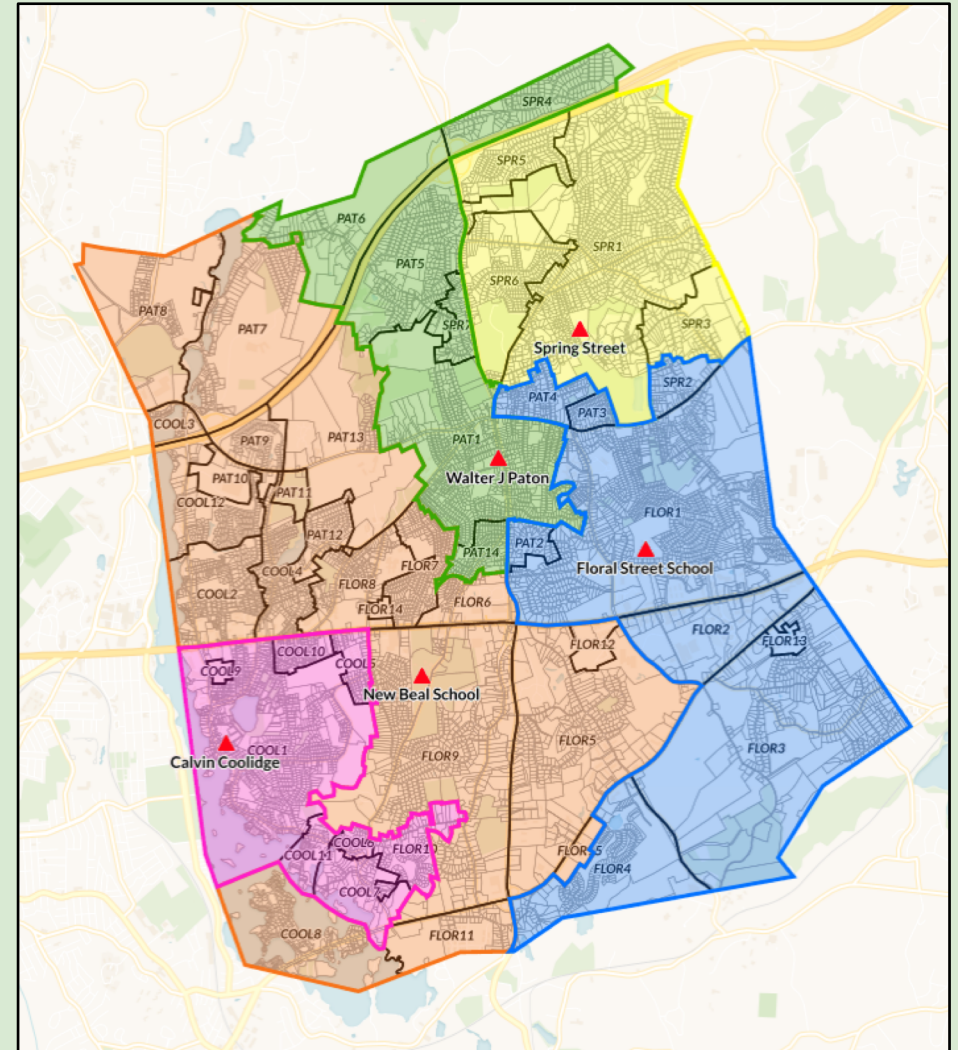 SPR4
SPR5
PAT6
SPR1
PAT5
SPR6
PAT8
PAT7
SPR7
SPR3
Spring Street
SPR2
PAT4
PAT3
COOL3
PAT13
PAT1
PAT9
Walter J Paton
PAT10
PAT11
COOL12
FLOR1
PAT12
PAT2
PAT14
FLOR7
Floral Street School
COOL4
FLOR8
COOL2
FLOR6
FLOR14
FLOR2
FLOR13
FLOR12
COOL10
COOL5
COOL9
New Beal School
FLOR5
FLOR3
COOL1
FLOR9
Calvin Coolidge
COOL6
FLOR10
COOL11
FLOR4
COOL7
COOL8
FLOR11